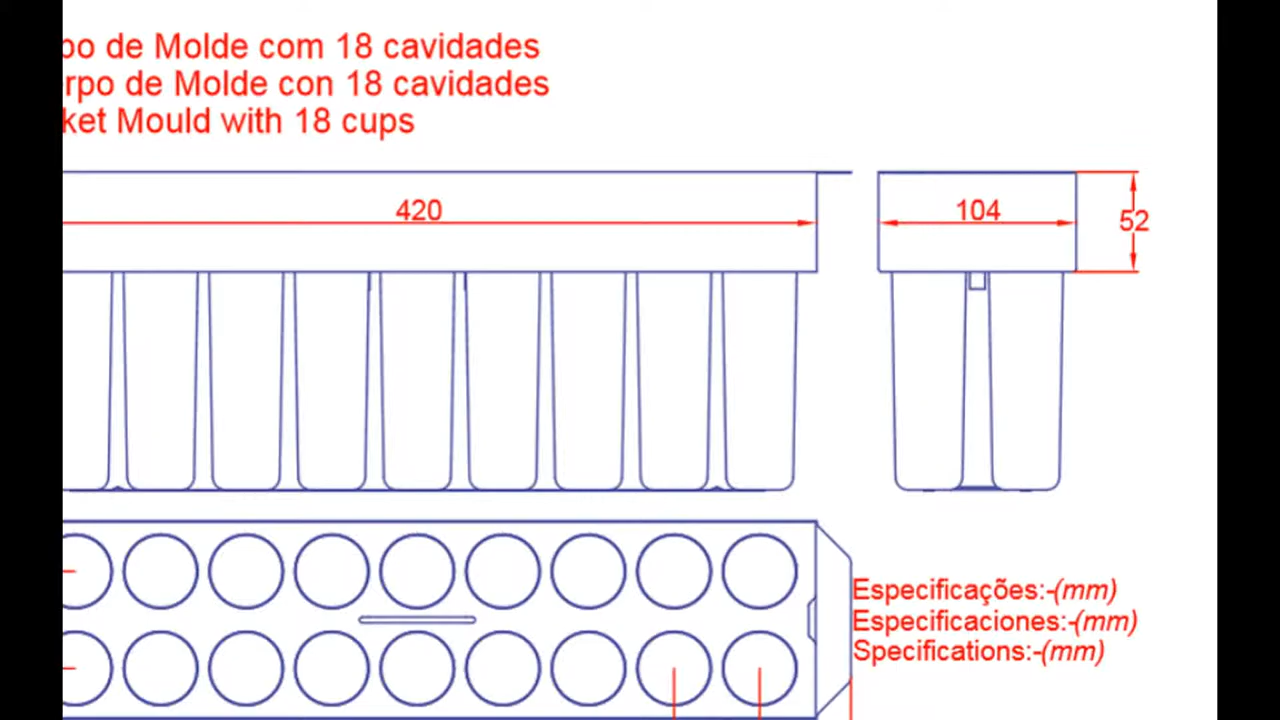 po de Molde com 18 cavidades
rpo de Molde con 18 cavidades
ket Mould with 18 cups
420
104
52
Especificações:-(mm)
Especificaciones:-(mm)
Specifications:-(mm)